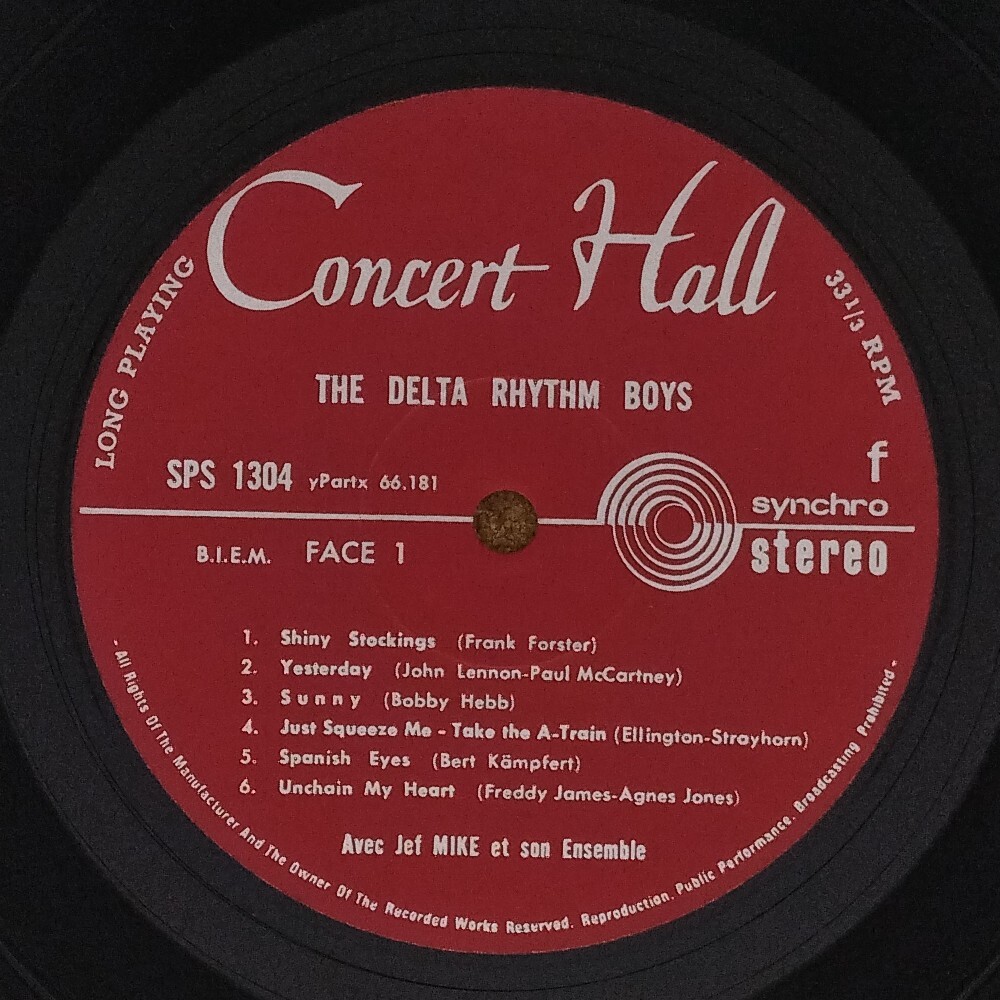 Concert Hall
LONG PLAYING
33 1/3 RPM
THE DELTA RHYTHM BOYS
SPS 1304 yPartx 66.181
f
synchro
stereo
B.I.E.M. FACE 1
1. Shiny Stockings (Frank Forster)
2. Yesterday (John Lennon-Paul McCartney)
3. Sunny (Bobby Hebb)
4. Just Squeeze Me - Take the A-Train (Ellington-Strayhorn)
5. Spanish Eyes (Bert Kämpfert)
6. Unchain My Heart (Freddy James-Agnes Jones)
Avec Jef MIKE et son Ensemble
- All Rights Of The Manufacturer And The Owner Of The Recorded Works Reserved. Reproduction. Public Performance. Broadcasting Prohibited -